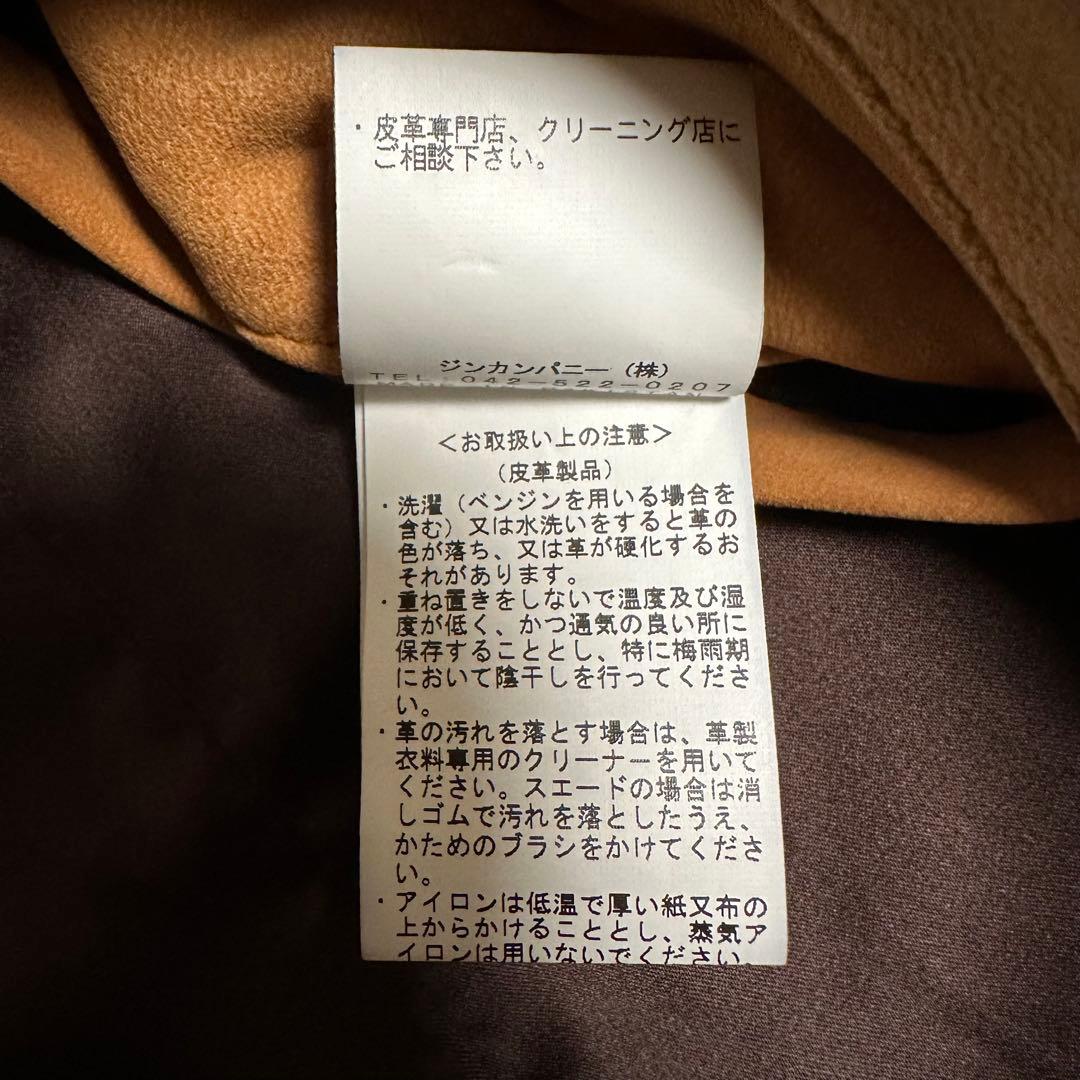 ・皮革専門店、クリーニング店に
ご相談下さい。
ジンカンパニー（株）
TEL 042-522-0207
＜お取扱い上の注意＞
（皮革製品）
・洗濯（ベンジンを用いる場合を
含む）又は水洗いをすると革の
色が落ち、又は革が硬化するお
それがあります。
・重ね置きをしないで温度及び湿
度が低く、かつ通気の良い所に
保存することとし、特に梅雨期
において陰干しを行ってくださ
い。
・革の汚れを落とす場合は、革製
衣料専用のクリーナーを用いて
ください。スエードの場合は消
しゴムで汚れを落としたうえ、
かためのブラシをかけてくださ
い。
・アイロンは低温で厚い紙又布の
上からかけることとし、蒸気ア
イロンは用いないでください。